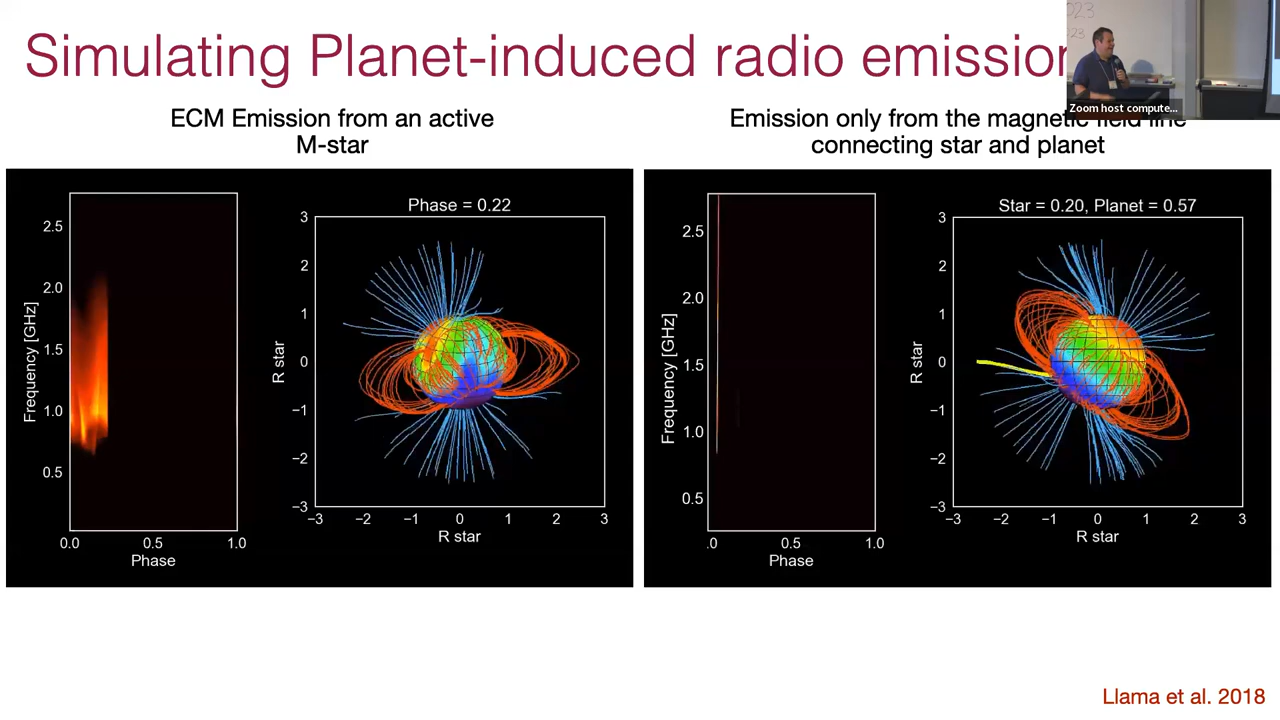 Simulating Planet-induced radio emission
023
23
Zoom host compute...
ECM Emission from an active
M-star
Emission only from the magnetic field line
connecting star and planet
Phase = 0.22
Frequency [GHz]
2.5
2.0
1.5
1.0
0.5
0.0 0.5 1.0
Phase
R star
3
2
1
0
−1
−2
−3
−3 −2 −1 0 1 2 3
R star
Star = 0.20, Planet = 0.57
Frequency [GHz]
2.5
2.0
1.5
1.0
0.5
.0 0.5 1.0
Phase
R star
3
2
1
0
−1
−2
−3
−3 −2 −1 0 1 2 3
R star
Llama et al. 2018